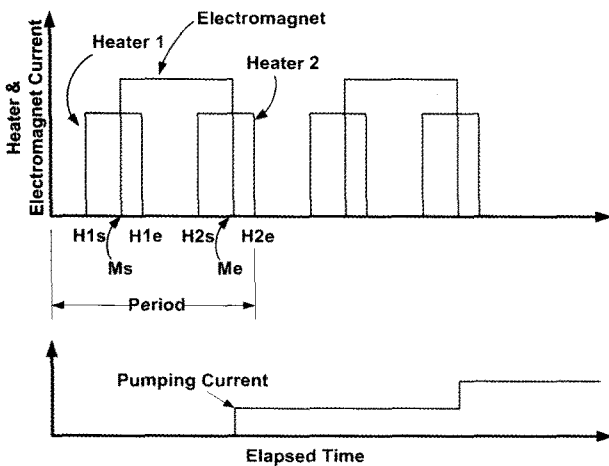 Electromagnet
Heater 1
Heater 2
Heater &
Electromagnet Current
H1s
H1e
H2s
H2e
Ms
Me
Period
Pumping Current
Elapsed Time